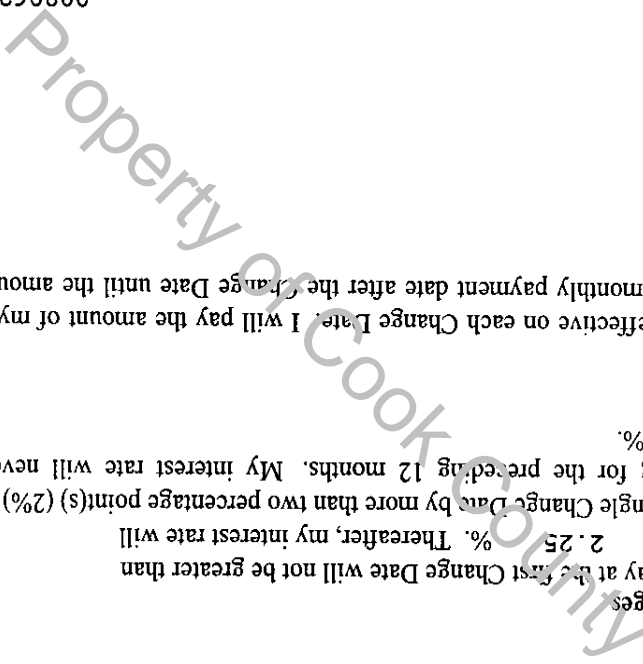 ges
ay at the first Change Date will not be greater than
2.25 %. Thereafter, my interest rate will
ngle Change Date by more than two percentage point(s) (2%)
for the preceding 12 months. My interest rate will neve
%.
effective on each Change Date. I will pay the amount of my
monthly payment date after the Change Date until the amou
Property of Cook County